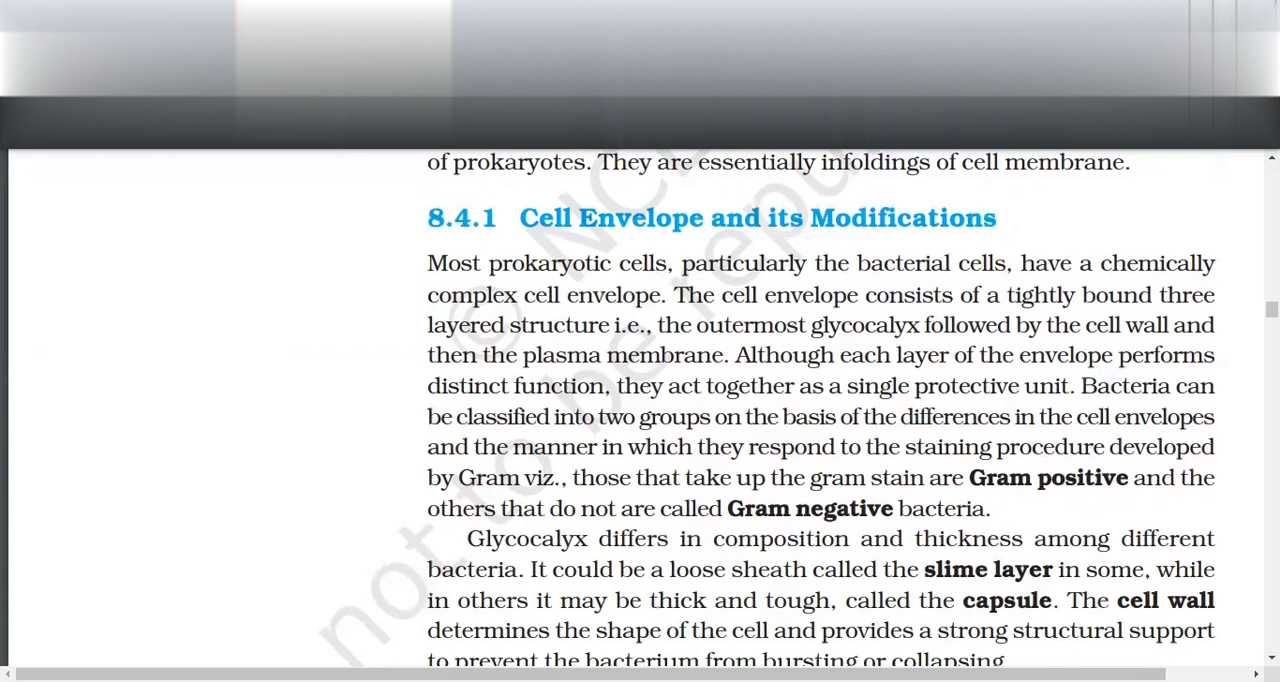 of prokaryotes. They are essentially infoldings of cell membrane.
8.4.1 Cell Envelope and its Modifications
Most prokaryotic cells, particularly the bacterial cells, have a chemically
complex cell envelope. The cell envelope consists of a tightly bound three
layered structure i.e., the outermost glycocalyx followed by the cell wall and
then the plasma membrane. Although each layer of the envelope performs
distinct function, they act together as a single protective unit. Bacteria can
be classified into two groups on the basis of the differences in the cell envelopes
and the manner in which they respond to the staining procedure developed
by Gram viz., those that take up the gram stain are Gram positive and the
others that do not are called Gram negative bacteria.
Glycocalyx differs in composition and thickness among different
bacteria. It could be a loose sheath called the slime layer in some, while
in others it may be thick and tough, called the capsule. The cell wall
determines the shape of the cell and provides a strong structural support
to prevent the bacterium from bursting or collapsing.
© NC
not to be repu